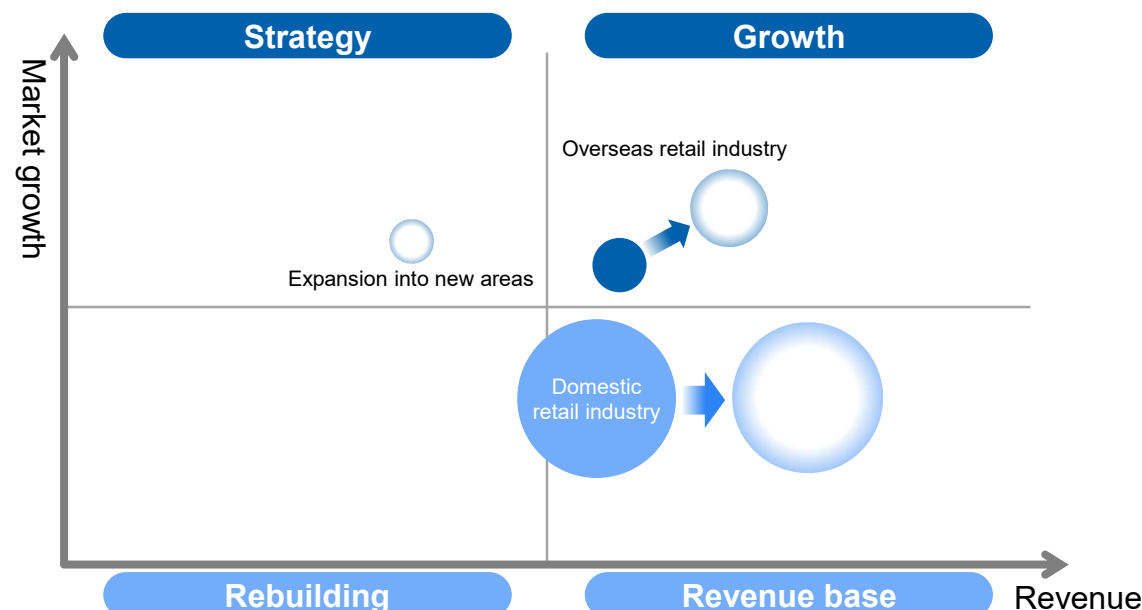 Strategy
Growth
Market growth
Overseas retail industry
Expansion into new areas
Domestic
retail industry
Rebuilding
Revenue base
Revenue